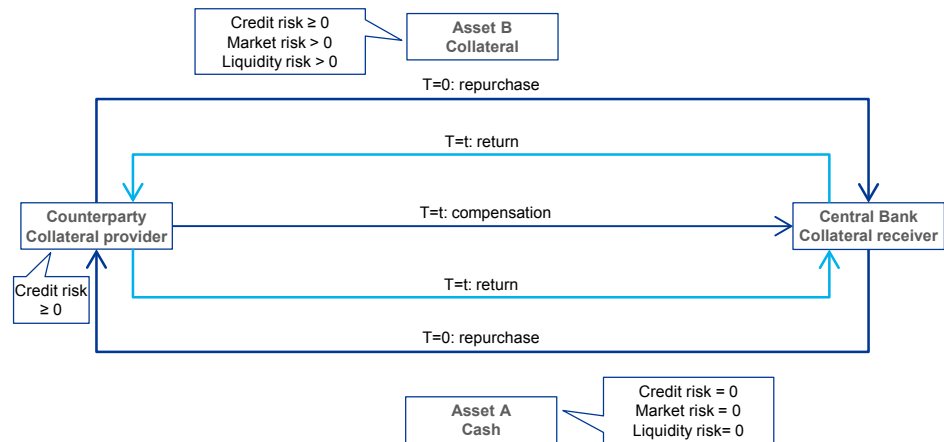 Credit risk ≥ 0
Market risk > 0
Liquidity risk > 0
Asset B
Collateral
T=0: repurchase
T=t: return
Counterparty
Collateral provider
T=t: compensation
Central Bank
Collateral receiver
Credit risk
≥ 0
T=t: return
T=0: repurchase
Asset A
Cash
Credit risk = 0
Market risk = 0
Liquidity risk= 0